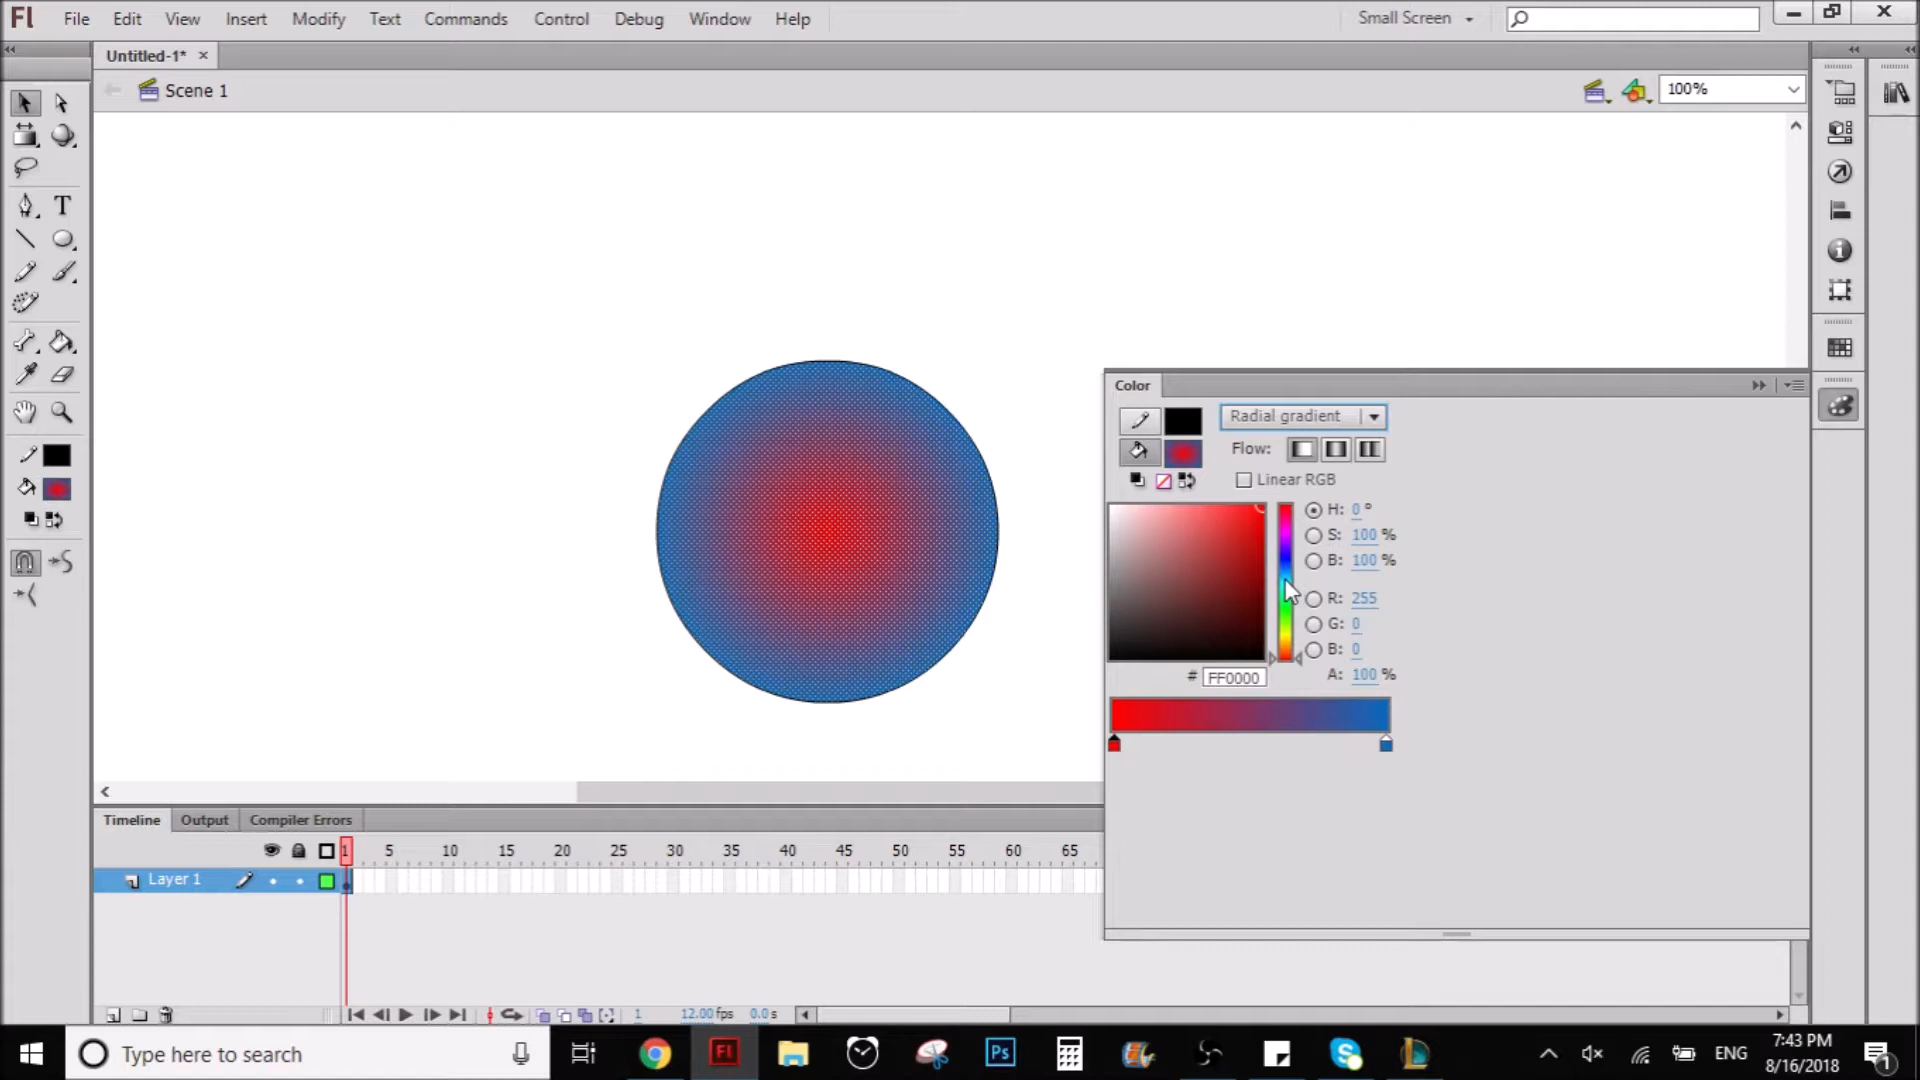 Fl File Edit View Insert Modify Text Commands Control Debug Window Help Small Screen
Untitled-1* ×
Scene 1 100%
T
Color
Radial gradient
Flow:
Linear RGB
H: 0 °
S: 100 %
B: 100 %
R: 255
G: 0
B: 0
# FF0000 A: 100 %
Timeline Output Compiler Errors
1 5 10 15 20 25 30 35 40 45 50 55 60 65
Layer 1
1 12.00 fps 0.0 s
Type here to search Fl Ps ENG 7:43 PM
8/16/2018 1